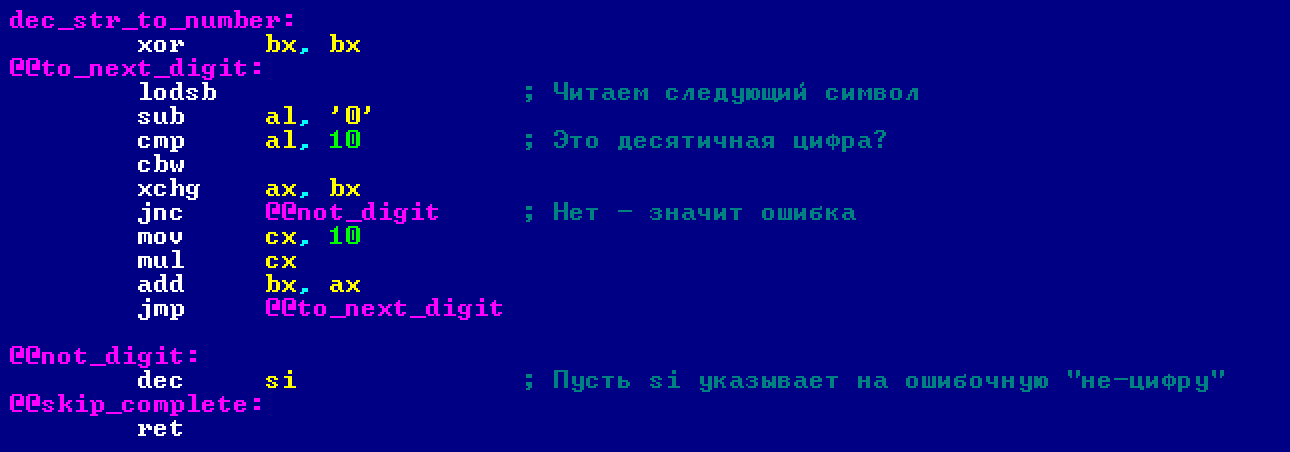 dec_str_to_number:
xor bx, bx
@@to_next_digit:
lodsb ; Читаем следующий символ
sub al, '0'
cmp al, 10 ; Это десятичная цифра?
cbw
xchg ax, bx
jnc @@not_digit ; Нет – значит ошибка
mov cx, 10
mul cx
add bx, ax
jmp @@to_next_digit
@@not_digit:
dec si ; Пусть si указывает на ошибочную "не-цифру"
@@skip_complete:
ret